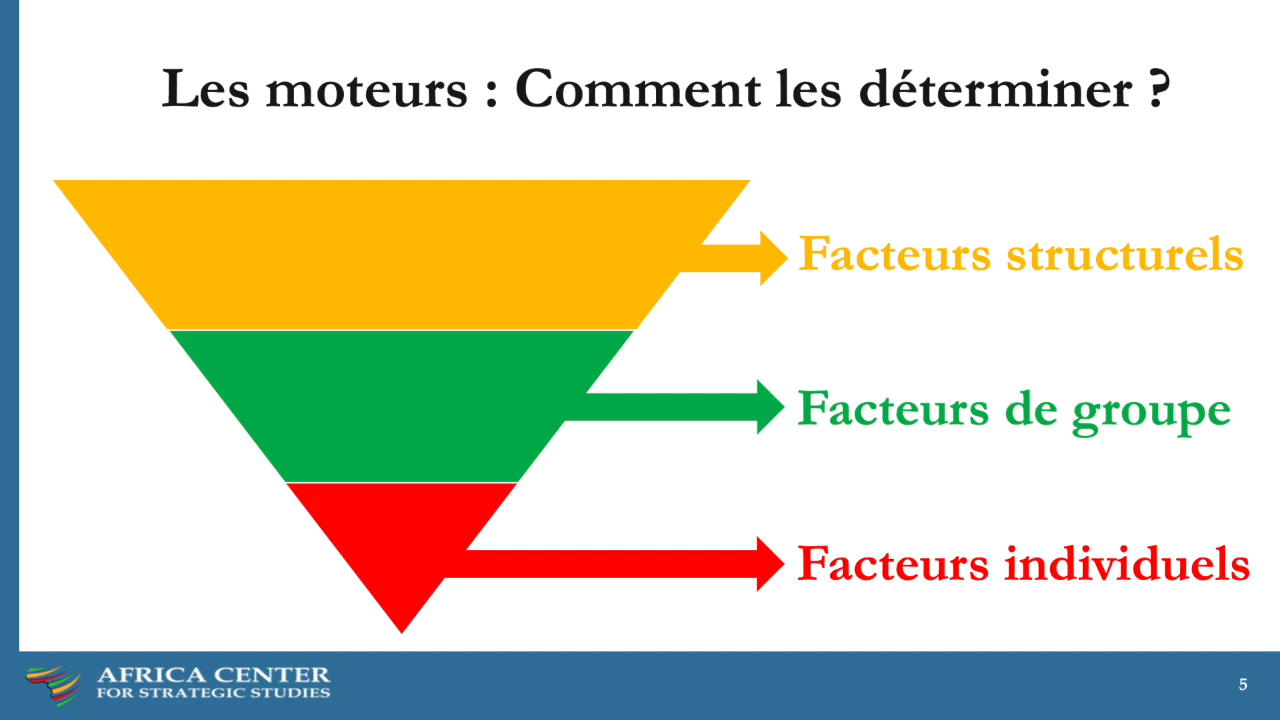 Les moteurs : Comment les déterminer ?
Facteurs structurels
Facteurs de groupe
Facteurs individuels
AFRICA CENTER
FOR STRATEGIC STUDIES
5